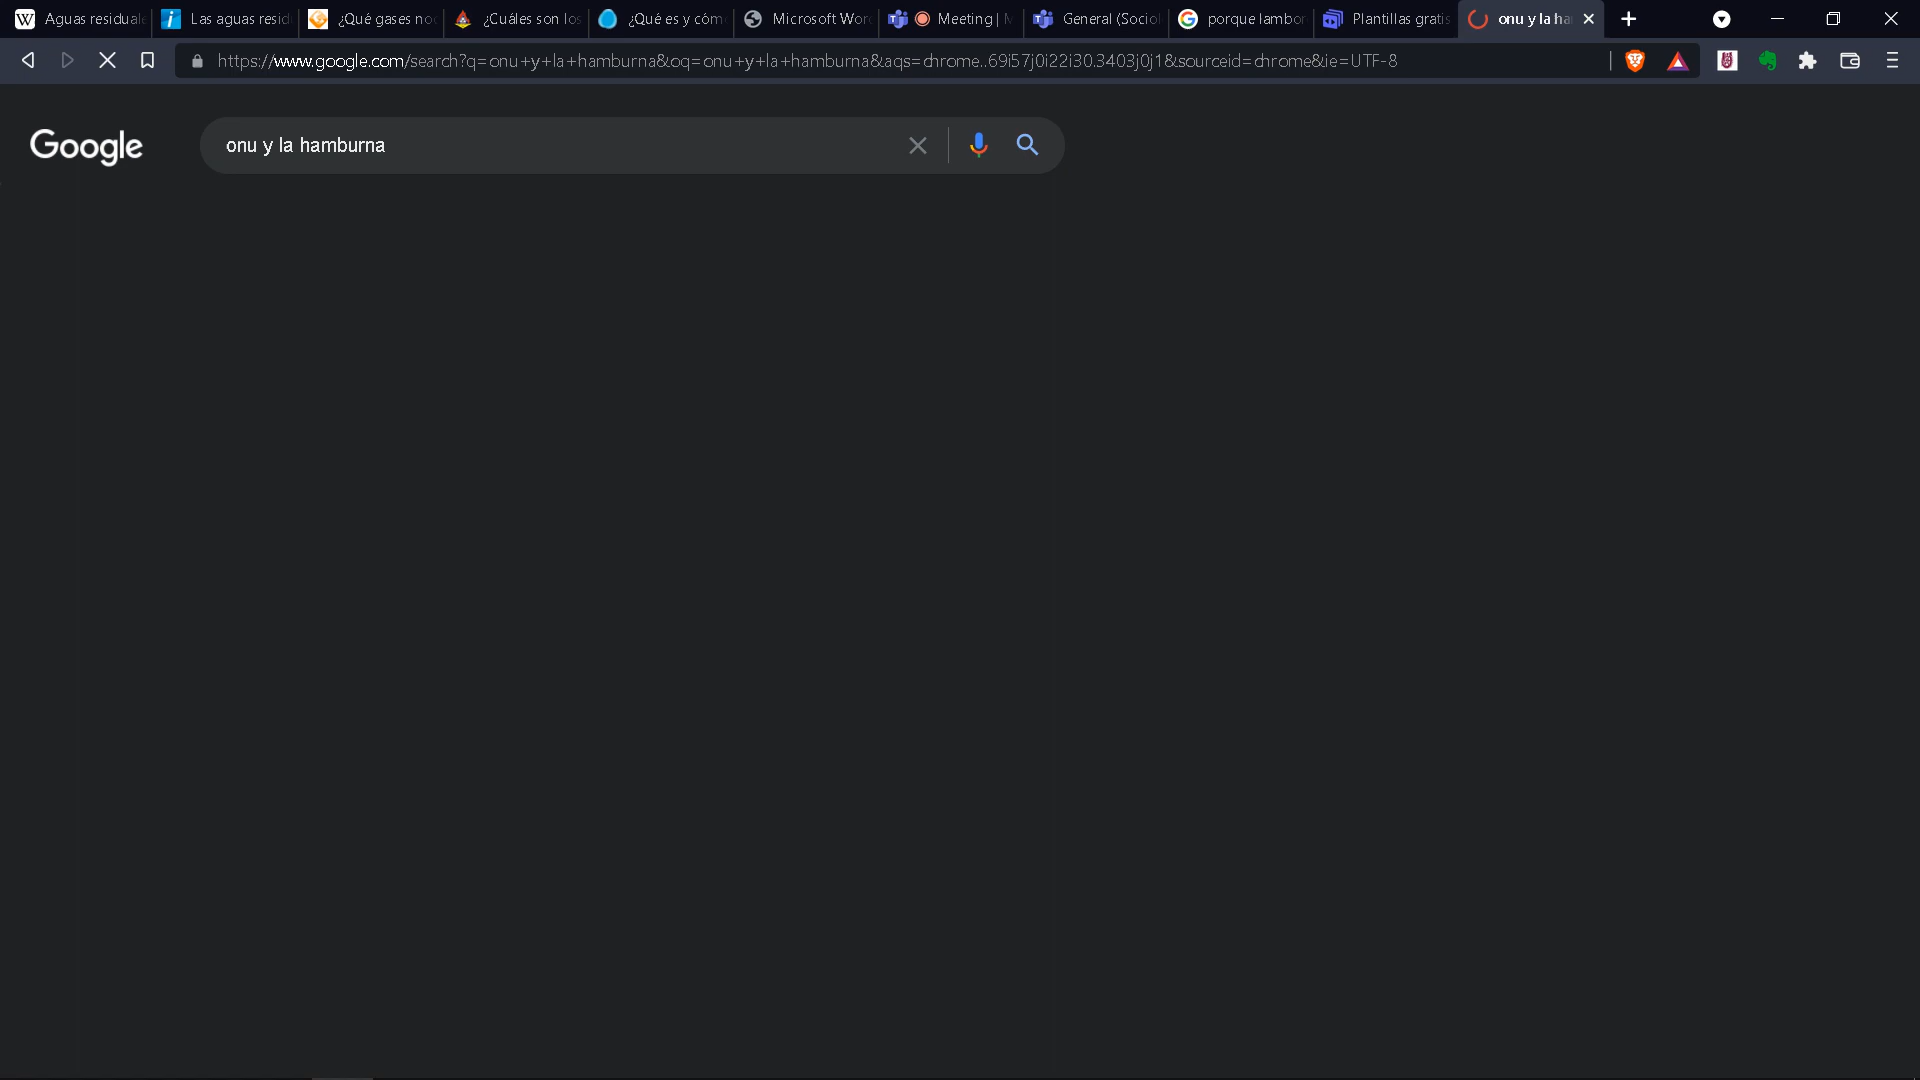 Aguas residual
Las aguas resid
¿Qué gases no
¿Cuáles son los
¿Qué es y cóm
Microsoft Wor
Meeting |
General (Sociol
porque lambor
Plantillas gratis
onu y la ha
https://www.google.com/search?q=onu+y+la+hamburna&oq=onu+y+la+hamburna&aqs=chrome..69i57j0i22i30.3403j0j1&sourceid=chrome&ie=UTF-8
Google
onu y la hamburna